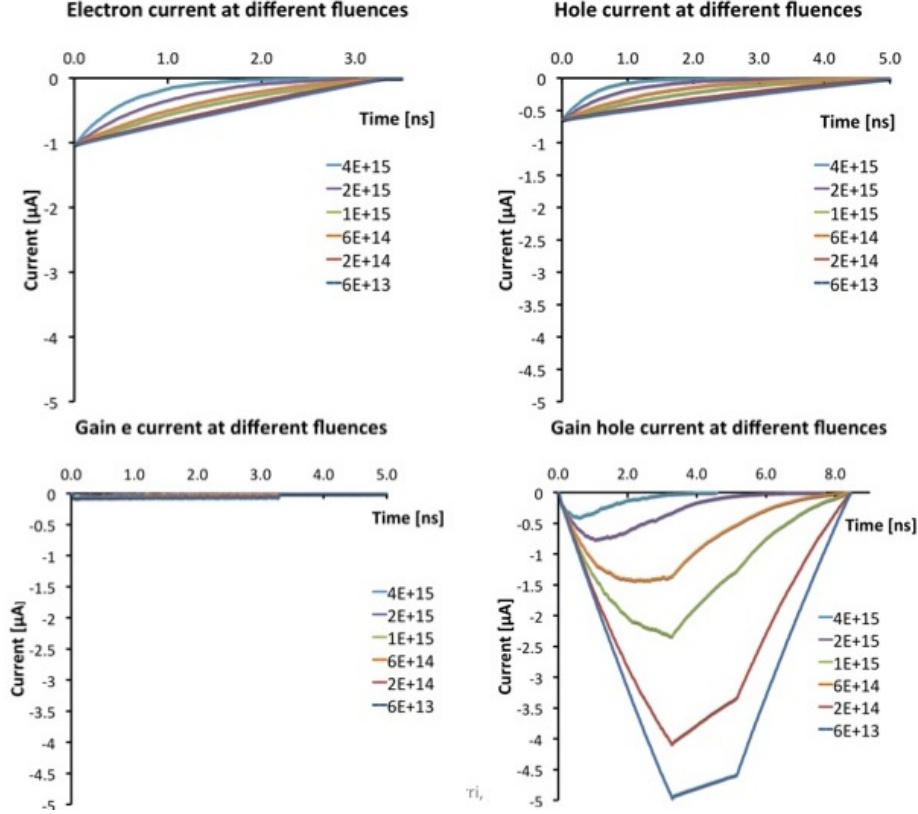 Electron current at different fluences
0.0 1.0 2.0 3.0
0
-1
-2
-3
-4
-5
Current [µA]
Time [ns]
4E+15
2E+15
1E+15
6E+14
2E+14
6E+13
Hole current at different fluences
0.0 1.0 2.0 3.0 4.0 5.0
0
-0.5
-1
-1.5
-2
-2.5
-3
-3.5
-4
-4.5
-5
Current [µA]
Time [ns]
4E+15
2E+15
1E+15
6E+14
2E+14
6E+13
Gain e current at different fluences
0.0 1.0 2.0 3.0 4.0 5.0
0
-0.5
-1
-1.5
-2
-2.5
-3
-3.5
-4
-4.5
-5
Current [µA]
Time [ns]
4E+15
2E+15
1E+15
6E+14
2E+14
6E+13
Gain hole current at different fluences
0.0 2.0 4.0 6.0 8.0
0
-0.5
-1
-1.5
-2
-2.5
-3
-3.5
-4
-4.5
-5
Current [µA]
Time [ns]
4E+15
2E+15
1E+15
6E+14
2E+14
6E+13